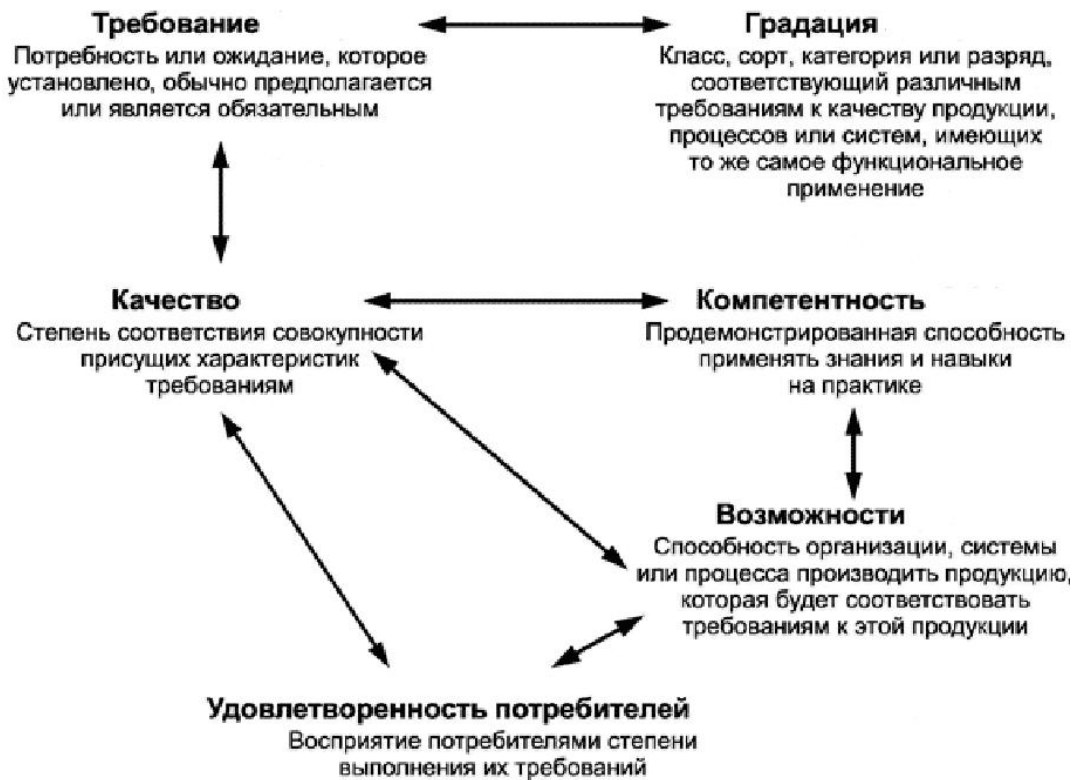 Требование
Потребность или ожидание, которое
установлено, обычно предполагается
или является обязательным
Градация
Класс, сорт, категория или разряд,
соответствующий различным
требованиям к качеству продукции,
процессов или систем, имеющих
то же самое функциональное
применение
Качество
Степень соответствия совокупности
присущих характеристик
требованиям
Компетентность
Продемонстрированная способность
применять знания и навыки
на практике
Возможности
Способность организации, системы
или процесса производить продукцию,
которая будет соответствовать
требованиям к этой продукции
Удовлетворенность потребителей
Восприятие потребителями степени
выполнения их требований